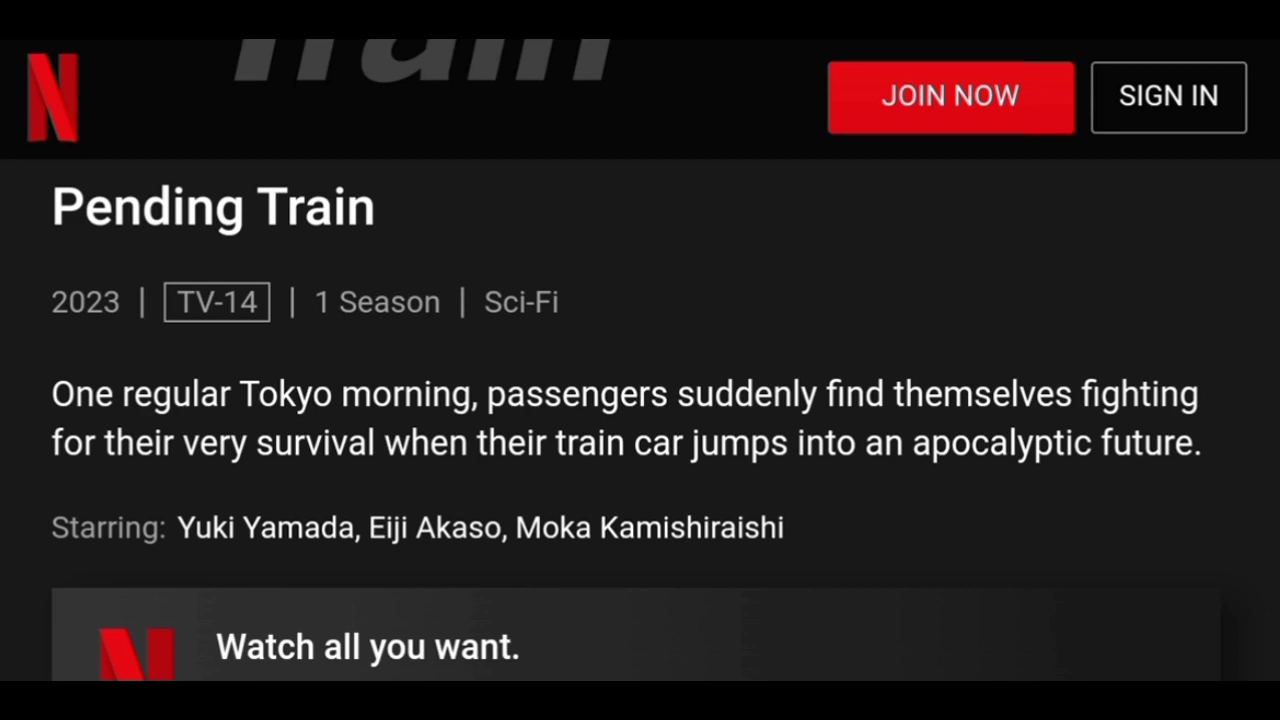 Train
N
JOIN NOW
SIGN IN
Pending Train
2023 | TV-14 | 1 Season | Sci-Fi
One regular Tokyo morning, passengers suddenly find themselves fighting
for their very survival when their train car jumps into an apocalyptic future.
Starring: Yuki Yamada, Eiji Akaso, Moka Kamishiraishi
N
Watch all you want.